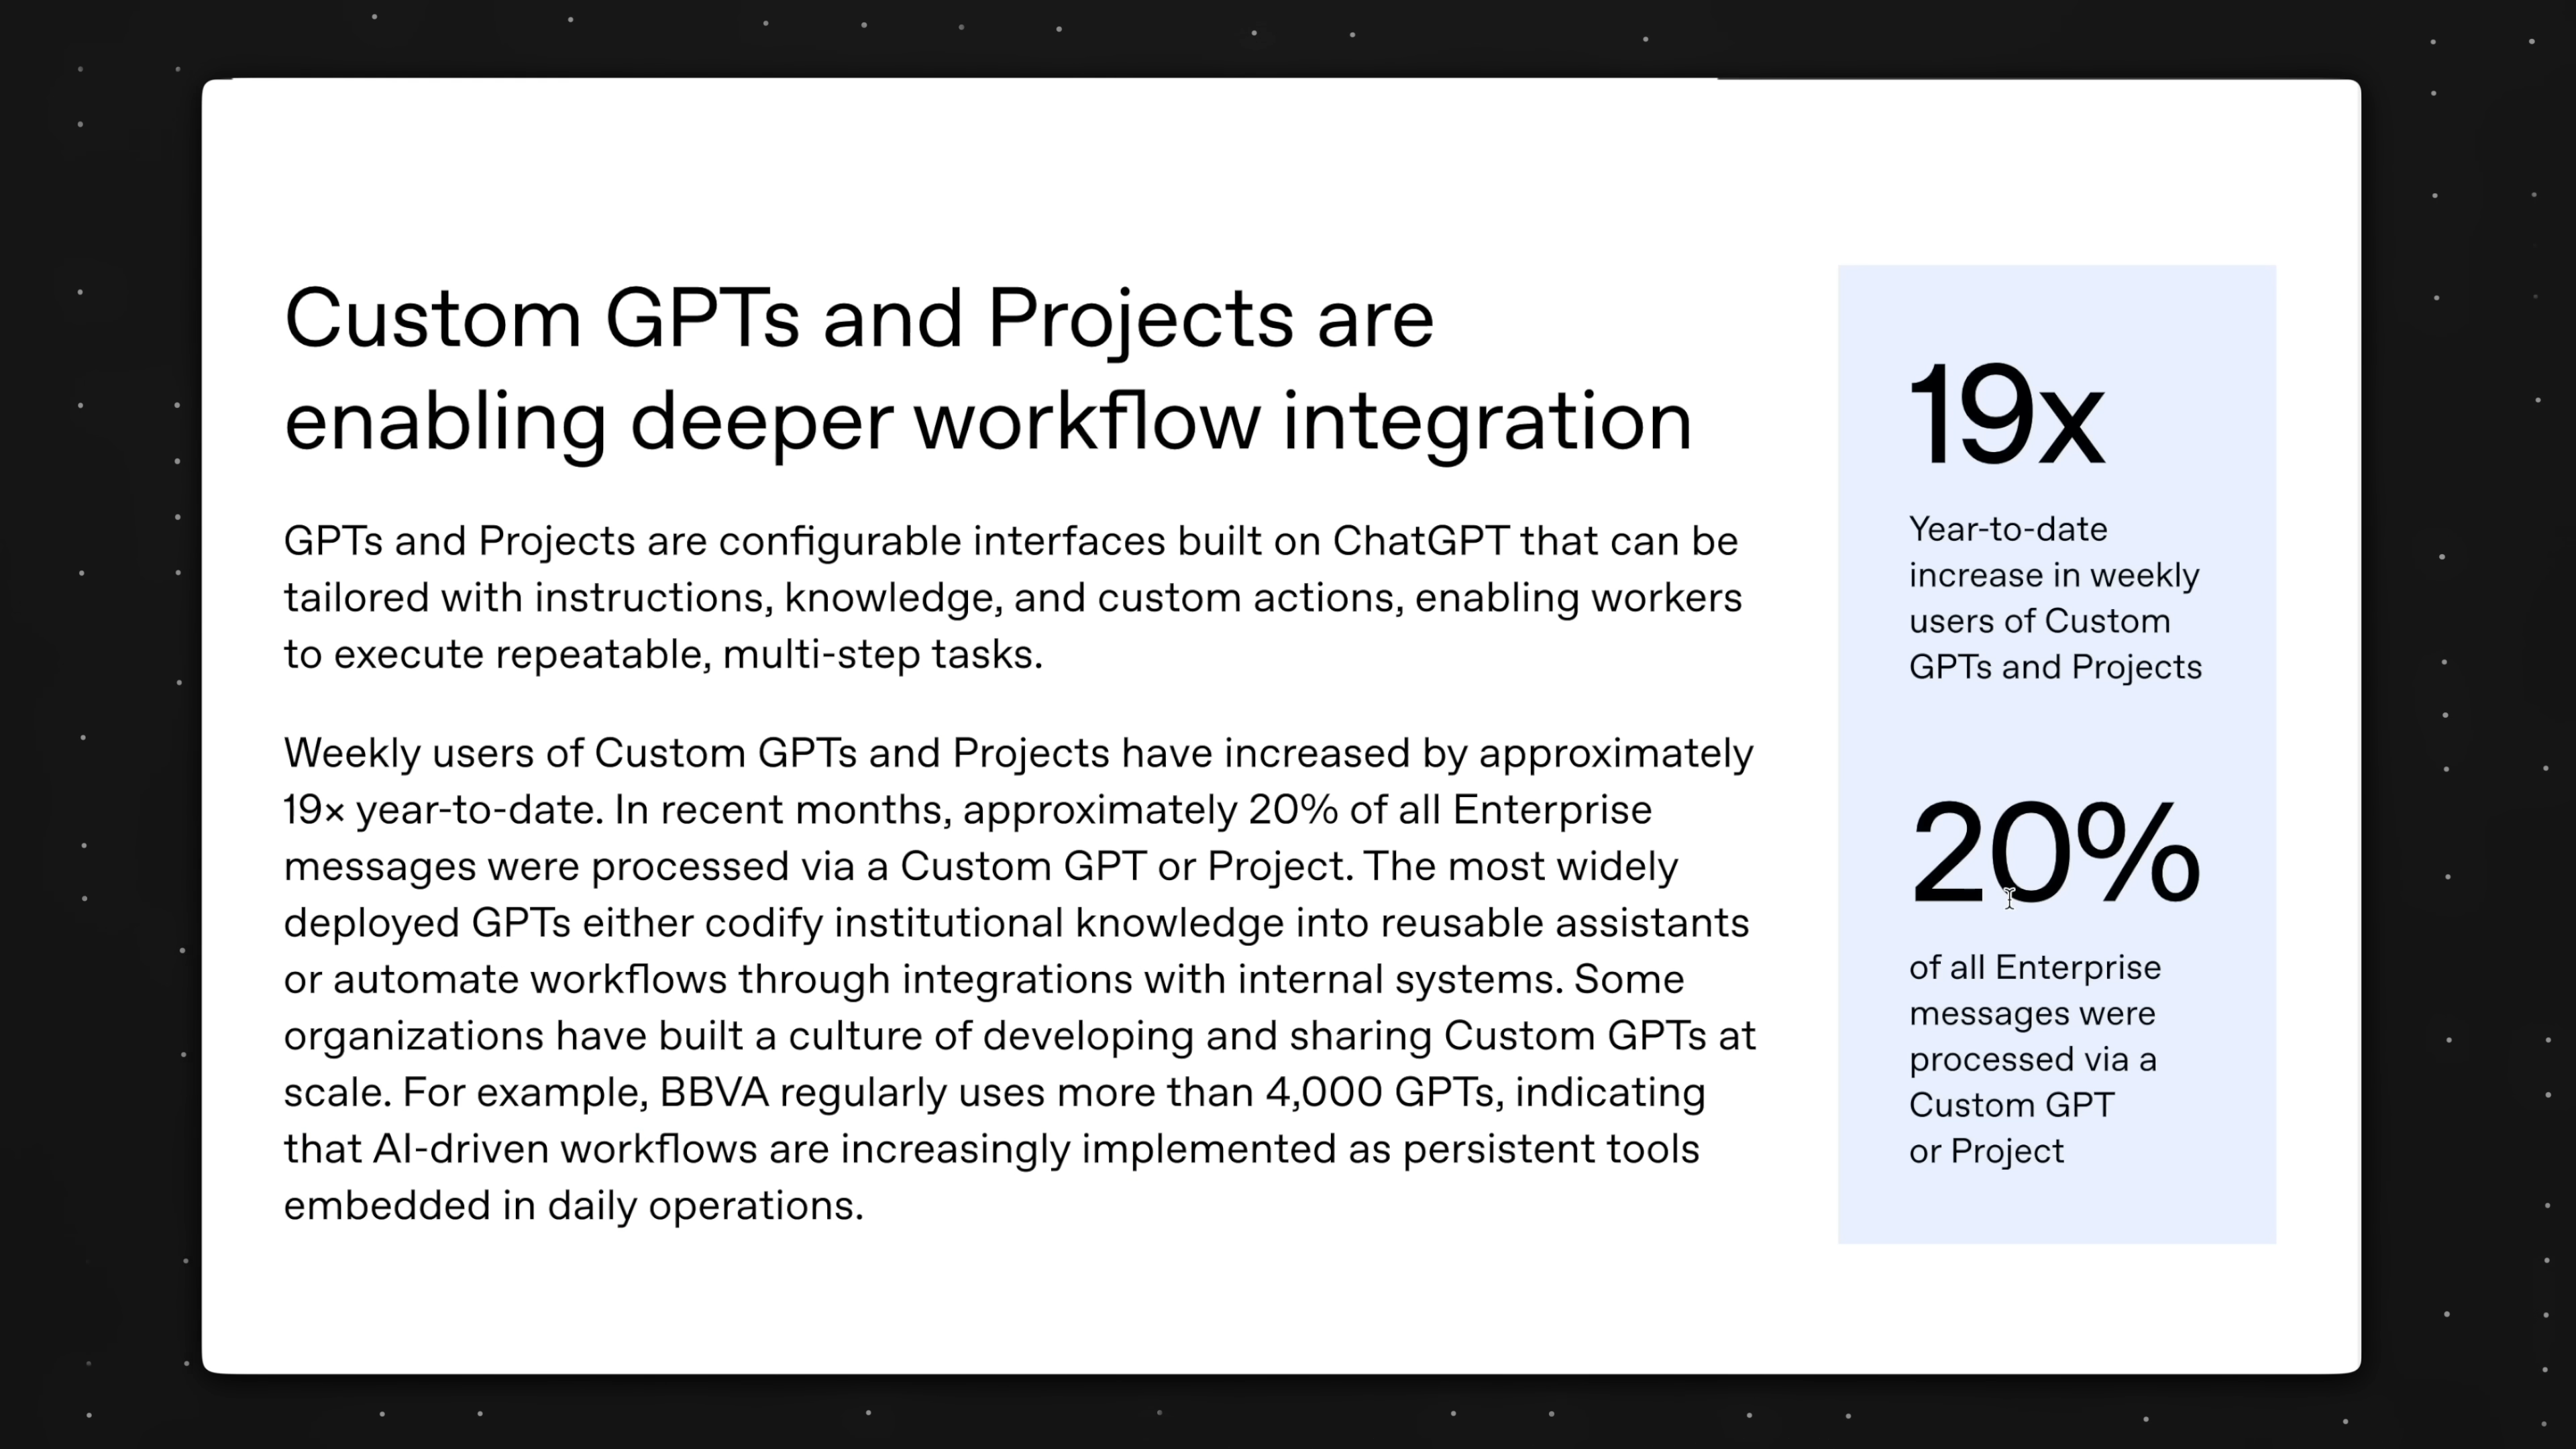 Custom GPTs and Projects are
enabling deeper workflow integration
GPTs and Projects are configurable interfaces built on ChatGPT that can be
tailored with instructions, knowledge, and custom actions, enabling workers
to execute repeatable, multi-step tasks.
Weekly users of Custom GPTs and Projects have increased by approximately
19× year-to-date. In recent months, approximately 20% of all Enterprise
messages were processed via a Custom GPT or Project. The most widely
deployed GPTs either codify institutional knowledge into reusable assistants
or automate workflows through integrations with internal systems. Some
organizations have built a culture of developing and sharing Custom GPTs at
scale. For example, BBVA regularly uses more than 4,000 GPTs, indicating
that AI-driven workflows are increasingly implemented as persistent tools
embedded in daily operations.
19x
Year-to-date
increase in weekly
users of Custom
GPTs and Projects
20%
of all Enterprise
messages were
processed via a
Custom GPT
or Project